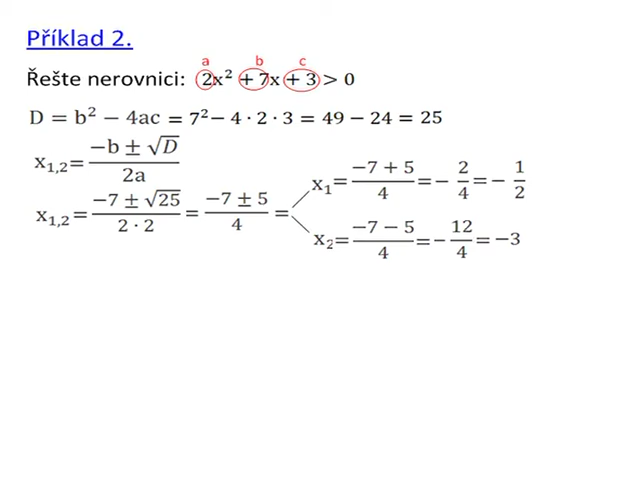 Příklad 2.
a b c
Řešte nerovnici: 2x² + 7x + 3 > 0
D = b² − 4ac = 7² − 4 · 2 · 3 = 49 − 24 = 25
x₁,₂ = (−b ± √D) / 2a
x₁,₂ = (−7 ± √25) / (2 · 2) = (−7 ± 5) / 4 =
x₁ = (−7 + 5) / 4 = − 2/4 = − 1/2
x₂ = (−7 − 5) / 4 = − 12/4 = −3